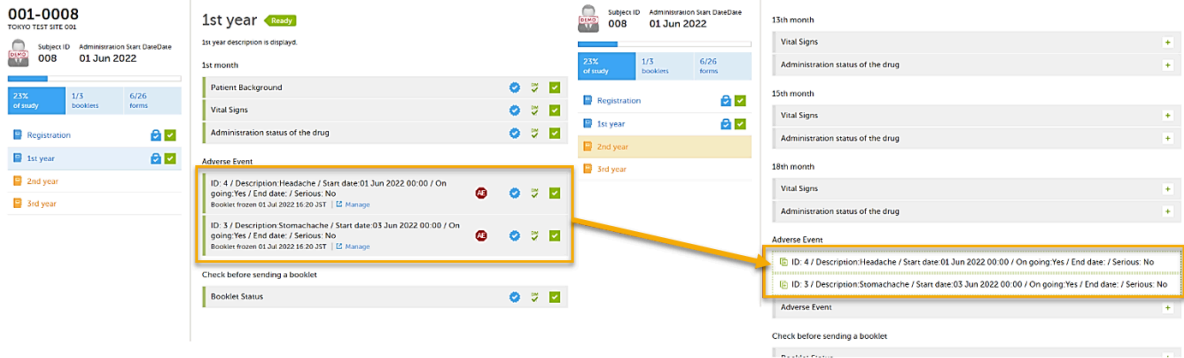 001-0008
TOKYO TEST SITE 001
DEMO
Subject ID
008
Administration Start DateDate
01 Jun 2022
23%
of study
1/3
booklets
6/26
forms
Registration
1st year
2nd year
3rd year
1st year
Ready
1st year description is displayd.
1st month
Patient Background
Vital Signs
Adminisration status of the drug
Adverse Event
ID: 4 / Description:Headache / Start date:01 Jun 2022 00:00 / On
going:Yes / End date: / Serious: No
Booklet frozen 01 Jul 2022 16:20 JST | Manage
AE
ID: 3 / Description:Stomachache / Start date:03 Jun 2022 00:00 / On
going:Yes / End date: / Serious: No
Booklet frozen 01 Jul 2022 16:20 JST | Manage
AE
Check before sending a booklet
Booklet Status
DEMO
Subject ID
008
Administration Start DateDate
01 Jun 2022
23%
of study
1/3
booklets
6/26
forms
Registration
1st year
2nd year
3rd year
13th month
Vital Signs
Administration status of the drug
15th month
Vital Signs
Administration status of the drug
18th month
Vital Signs
Administration status of the drug
Adverse Event
ID: 4 / Description:Headache / Start date:01 Jun 2022 00:00 / On going:Yes / End date: / Serious: No
ID: 3 / Description:Stomachache / Start date:03 Jun 2022 00:00 / On going:Yes / End date: / Serious: No
Adverse Event
Check before sending a booklet
Booklet Status